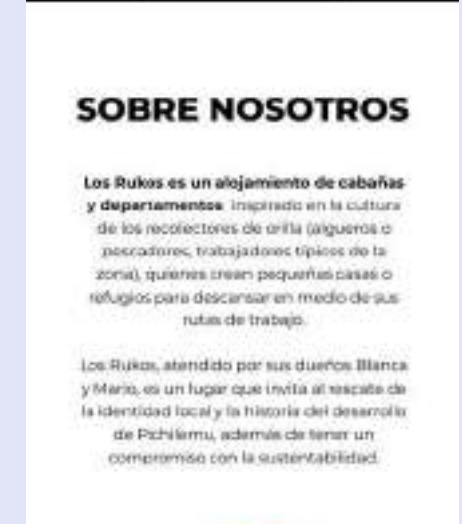 SOBRE NOSOTROS
Los Rukos es un alojamiento de cabañas
y departamentos inspirado en la cultura
de los recolectores de orilla (algueros o
pescadores, trabajadores típicos de la
zona), quienes crean pequeñas casas o
refugios para descansar en medio de sus
rutas de trabajo.
Los Rukos, atendido por sus dueños Blanca
y Mario, es un lugar que invita al rescate de
la identidad local y la historia del desarrollo
de Pichilemu, además de tener un
compromiso con la sustentabilidad.